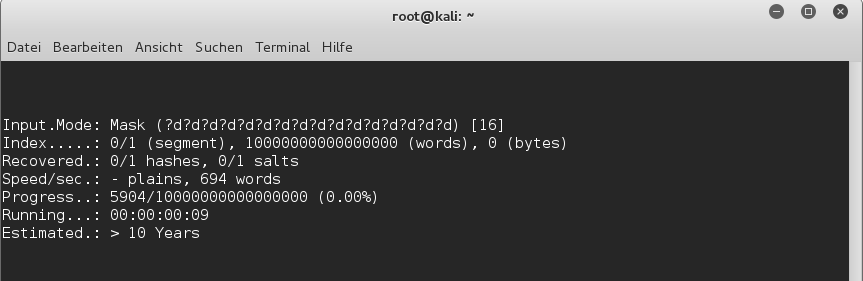 root@kali: ~
Datei Bearbeiten Ansicht Suchen Terminal Hilfe
Input.Mode: Mask (?d?d?d?d?d?d?d?d?d?d?d?d?d?d?d?d) [16]
Index.....: 0/1 (segment), 10000000000000000 (words), 0 (bytes)
Recovered.: 0/1 hashes, 0/1 salts
Speed/sec.: - plains, 694 words
Progress..: 5904/10000000000000000 (0.00%)
Running...: 00:00:00:09
Estimated.: > 10 Years